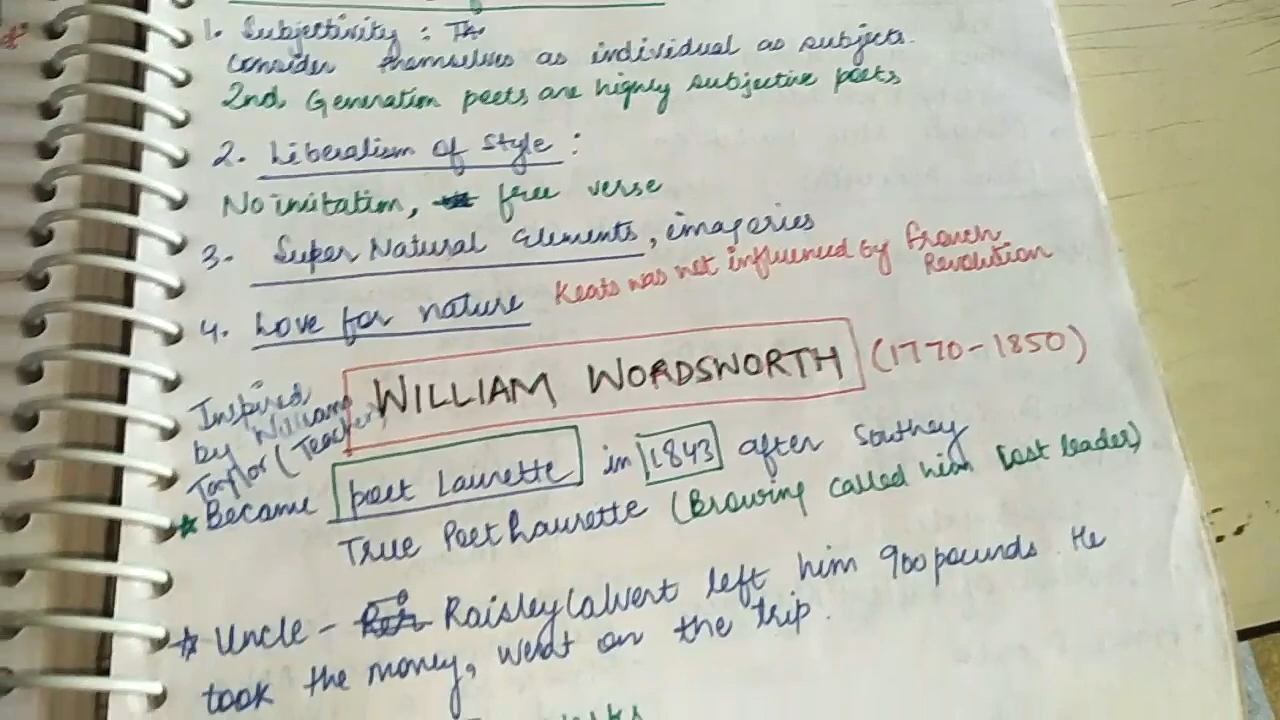 1. Subjectivity :
Consider themselves as individual as subject.
2nd Generation poets are highly subjective poets
2. Liberalism of style :
No imitation, free verse
3. Super Natural elements, imageries
Keats was not influenced by French Revolution
4. Love for nature
WILLIAM WORDSWORTH (1770-1850)
Inspired
by William
Taylor (Teacher)
Became poet Laurette in 1843 after Southey
True Poet Laurette (Browing called him Lost leader)
Uncle - Raisley Calvert left him 900 pounds. He
took the money, went on the trip.